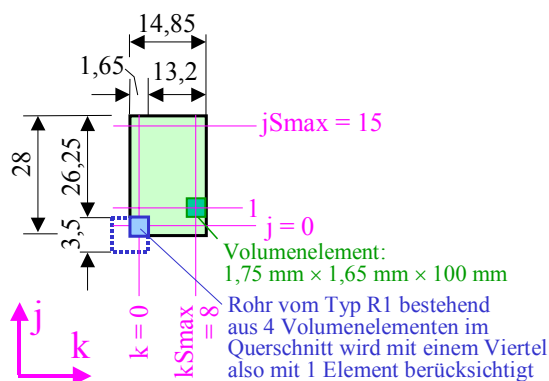 14,85
1,65
13,2
jSmax = 15
28
26,25
3,5
1
j = 0
Volumenelement:
1,75 mm × 1,65 mm × 100 mm
k = 0
kSmax
= 8
Rohr vom Typ R1 bestehend
aus 4 Volumenelementen im
Querschnitt wird mit einem Viertel
also mit 1 Element berücksichtigt
j
k